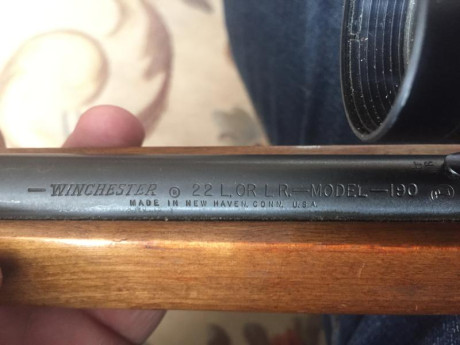 —WINCHESTER ® 22 L. OR L.R.—MODEL—190
MADE IN NEW HAVEN, CONN. U.S.A.